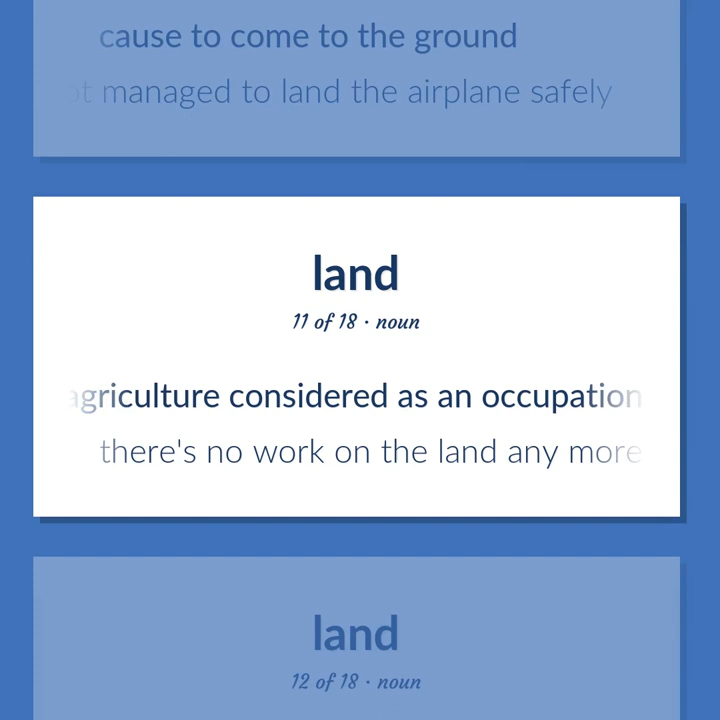 cause to come to the ground
managed to land the airplane safely
land
11 of 18 · noun
agriculture considered as an occupation
there's no work on the land any more
land
12 of 18 · noun